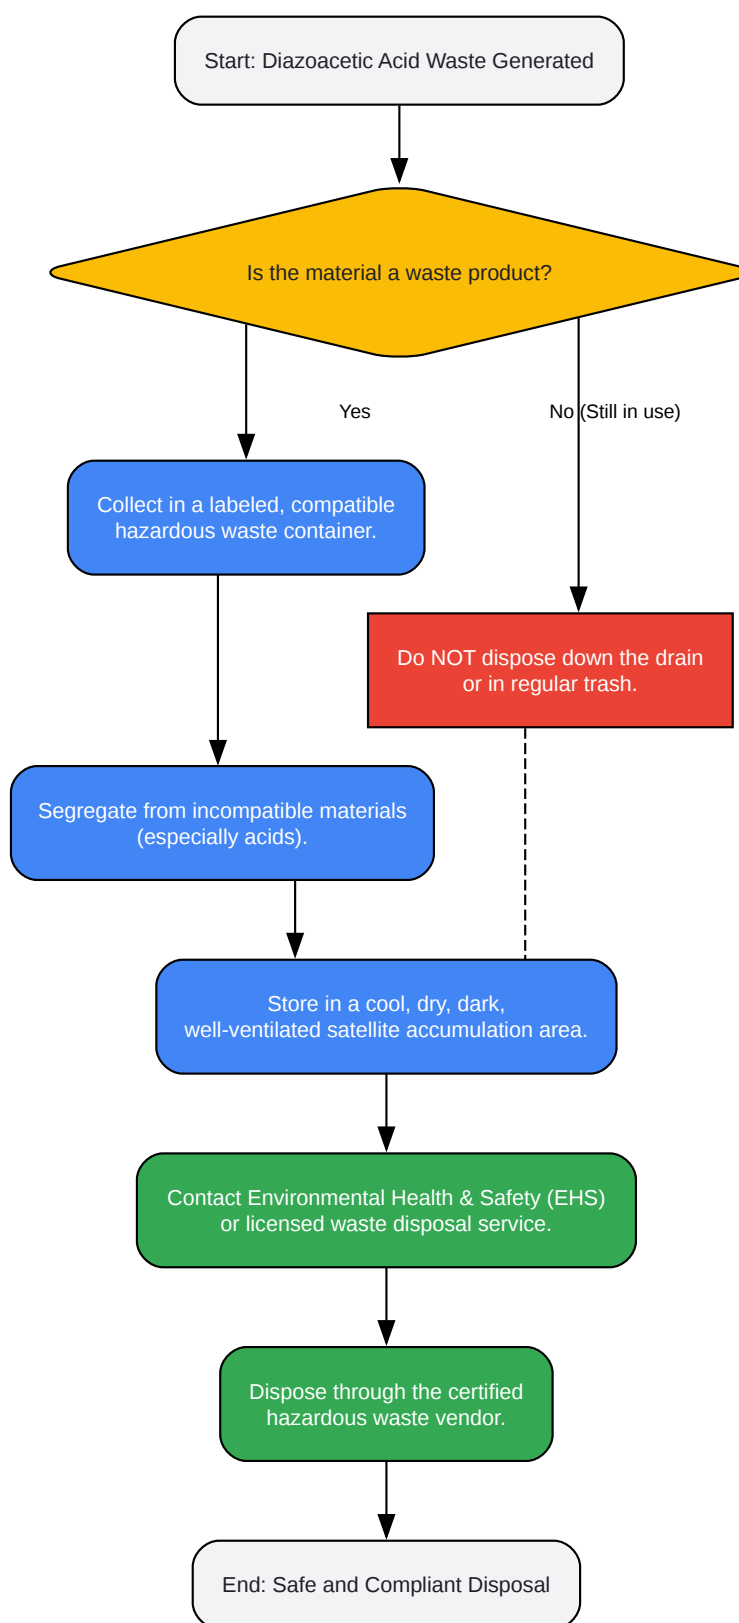 Start: Diazoacetic Acid Waste Generated
Is the material a waste product?
Yes
No (Still in use)
Collect in a labeled, compatible
hazardous waste container.
Do NOT dispose down the drain
or in regular trash.
Segregate from incompatible materials
(especially acids).
Store in a cool, dry, dark,
well-ventilated satellite accumulation area.
Contact Environmental Health & Safety (EHS)
or licensed waste disposal service.
Dispose through the certified
hazardous waste vendor.
End: Safe and Compliant Disposal